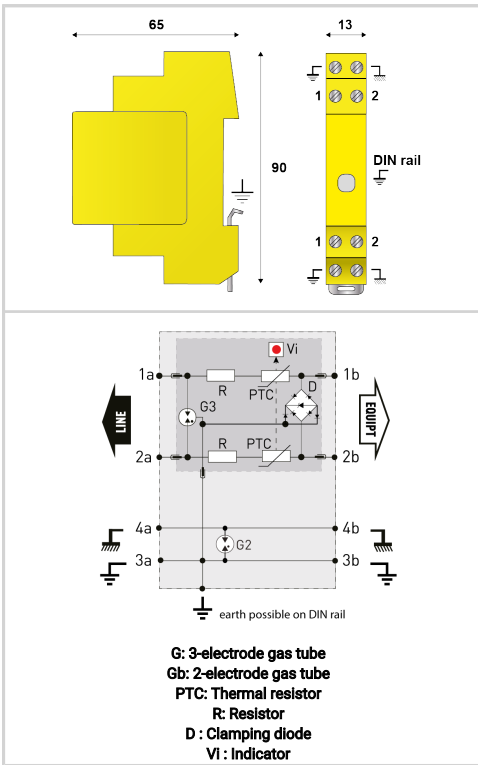 65
13
1
2
90
DIN rail
1
2
Vi
1a
1b
R
PTC
D
G3
LINE
EQUIPT
R
PTC
2a
2b
4a
4b
G2
3a
3b
earth possible on DIN rail
G: 3-electrode gas tube
Gb: 2-electrode gas tube
PTC: Thermal resistor
R: Resistor
D : Clamping diode
Vi : Indicator